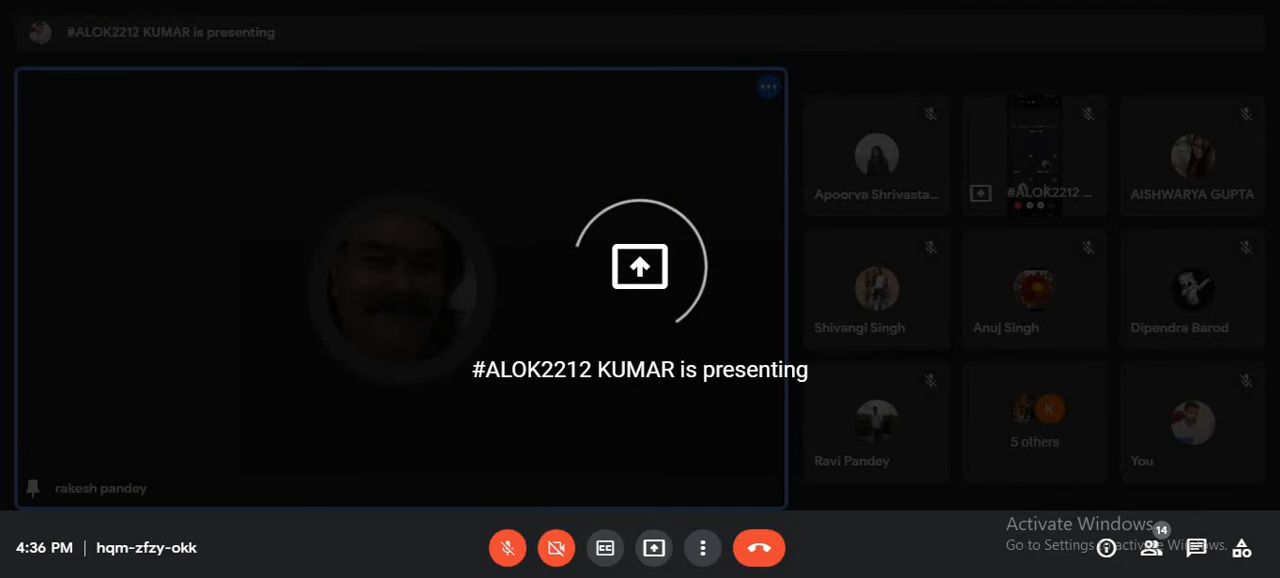 #ALOK2212 KUMAR is presenting
Apoorva Shrivasta...
#ALOK2212 ...
AISHWARYA GUPTA
Shivangi Singh
Anuj Singh
Dipendra Barod
#ALOK2212 KUMAR is presenting
Ravi Pandey
K
5 others
You
rakesh pandey
4:36 PM | hqm-zfzy-okk
CC
14
Activate Windows
Go to Settings to activate Windows.